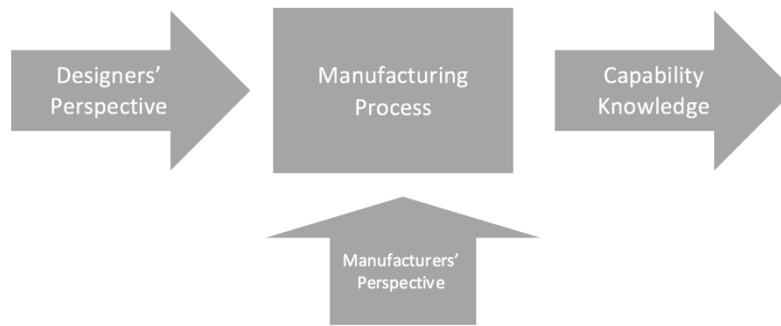 Designers’
Perspective
Manufacturing
Process
Capability
Knowledge
Manufacturers’
Perspective